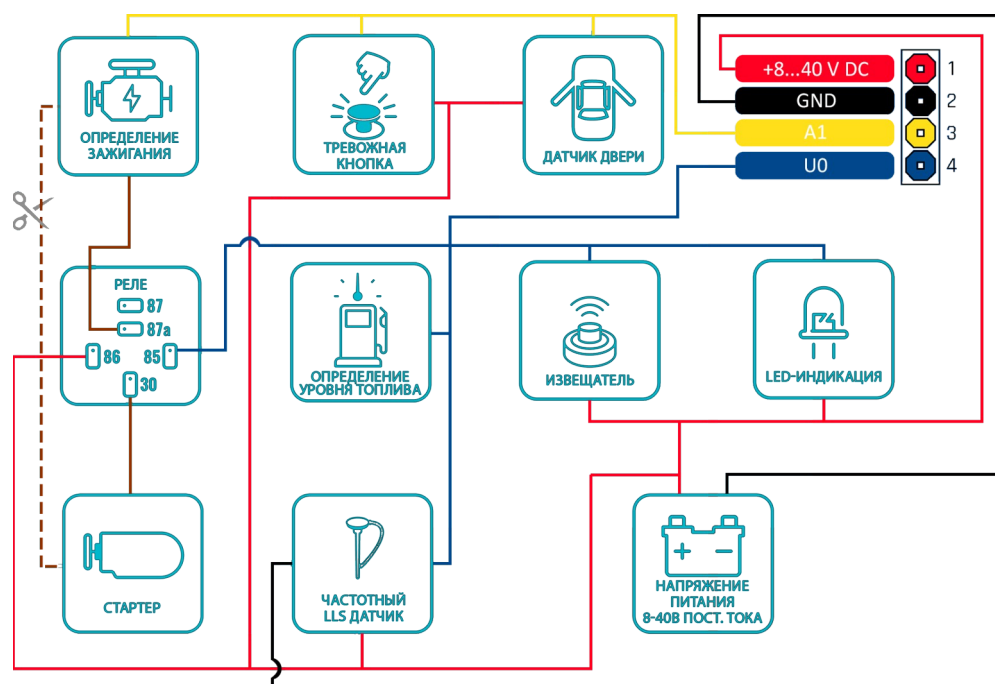 +8...40 V DC 1
GND 2
A1 3
U0 4
ОПРЕДЕЛЕНИЕ
ЗАЖИГАНИЯ
ТРЕВОЖНАЯ
КНОПКА
ДАТЧИК ДВЕРИ
РЕЛЕ
87
87a
86 85
30
ОПРЕДЕЛЕНИЕ
УРОВНЯ ТОПЛИВА
ИЗВЕЩАТЕЛЬ
LED-ИНДИКАЦИЯ
СТАРТЕР
ЧАСТОТНЫЙ
LLS ДАТЧИК
НАПРЯЖЕНИЕ
ПИТАНИЯ
8-40В ПОСТ. ТОКА